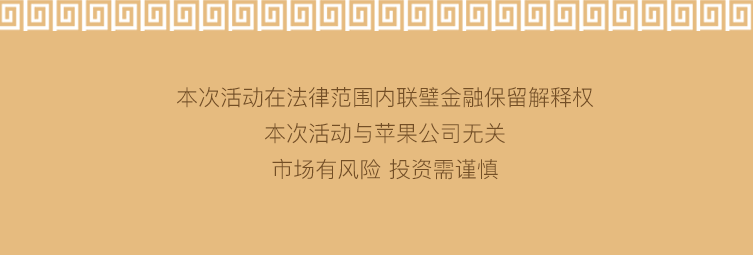 本次活动在法律范围内联璧金融保留解释权
本次活动与苹果公司无关
市场有风险 投资需谨慎